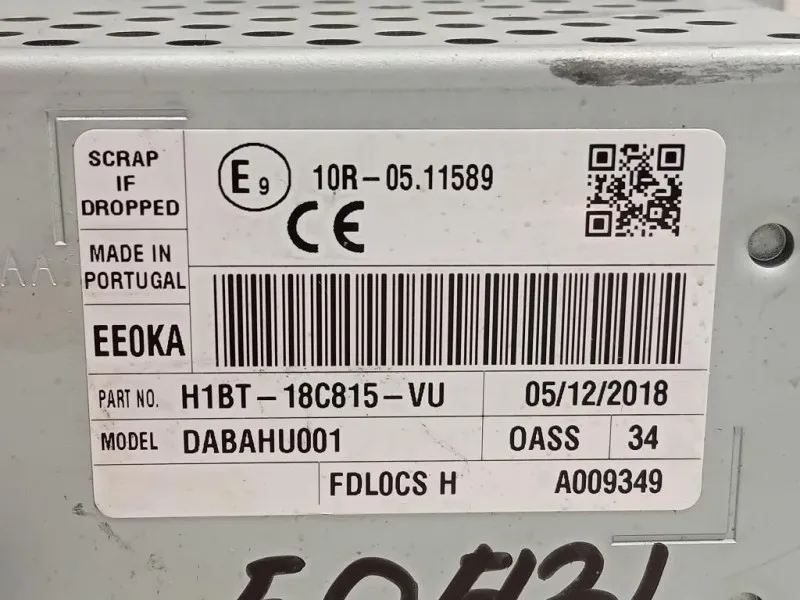 SCRAP
IF
DROPPED
E9
10R-05.11589
CE
MADE IN
PORTUGAL
EE0KA
PART NO. H1BT-18C815-VU 05/12/2018
MODEL DABAHU001 0ASS 34
FDL0CS H A009349